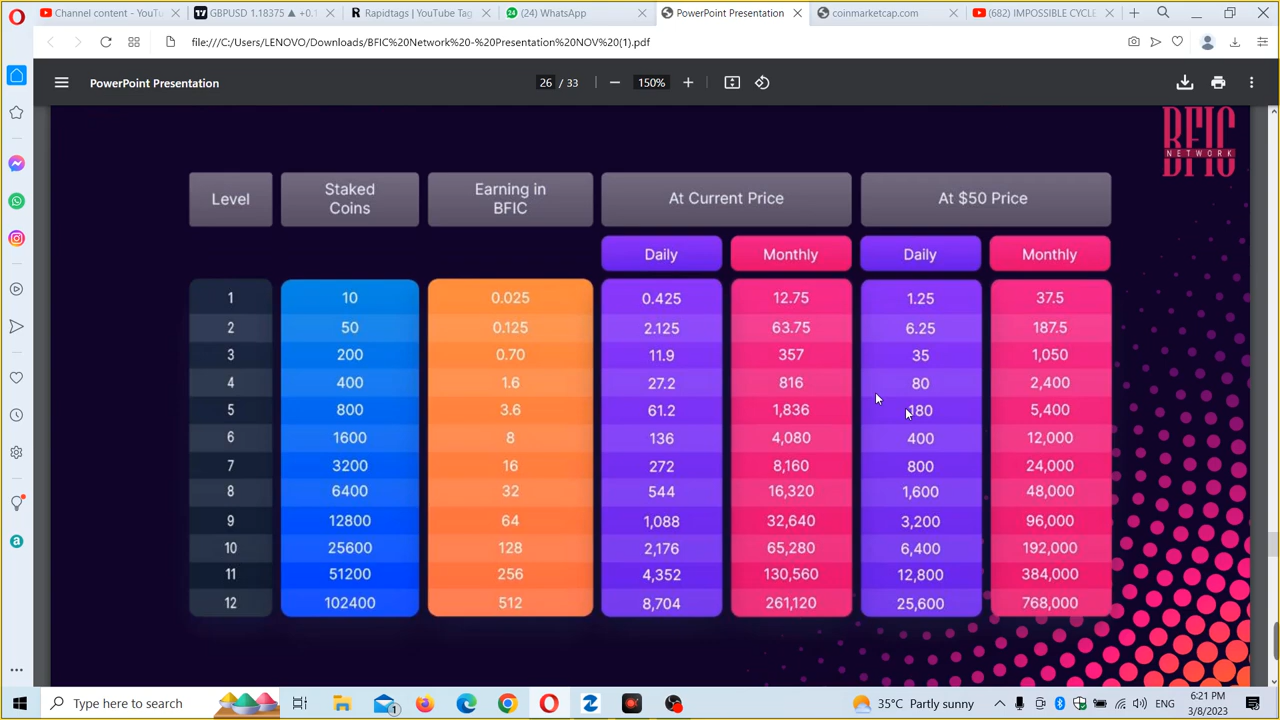 Channel content - YouTu
GBPUSD 1.18375 ▲ +0.1
Rapidtags | YouTube Tag
(24) WhatsApp
PowerPoint Presentation
coinmarketcap.com
(682) IMPOSSIBLE CYCLE
file:///C:/Users/LENOVO/Downloads/BFIC%20Network%20-%20Presentation%20NOV%20(1).pdf
PowerPoint Presentation
26 / 33
150%
BFIC
NETWORK
Level
Staked
Coins
Earning in
BFIC
At Current Price
At $50 Price
Daily Monthly Daily Monthly
1 10 0.025 0.425 12.75 1.25 37.5
2 50 0.125 2.125 63.75 6.25 187.5
3 200 0.70 11.9 357 35 1,050
4 400 1.6 27.2 816 80 2,400
5 800 3.6 61.2 1,836 180 5,400
6 1600 8 136 4,080 400 12,000
7 3200 16 272 8,160 800 24,000
8 6400 32 544 16,320 1,600 48,000
9 12800 64 1,088 32,640 3,200 96,000
10 25600 128 2,176 65,280 6,400 192,000
11 51200 256 4,352 130,560 12,800 384,000
12 102400 512 8,704 261,120 25,600 768,000
Type here to search
35°C Partly sunny
ENG
6:21 PM
3/8/2023